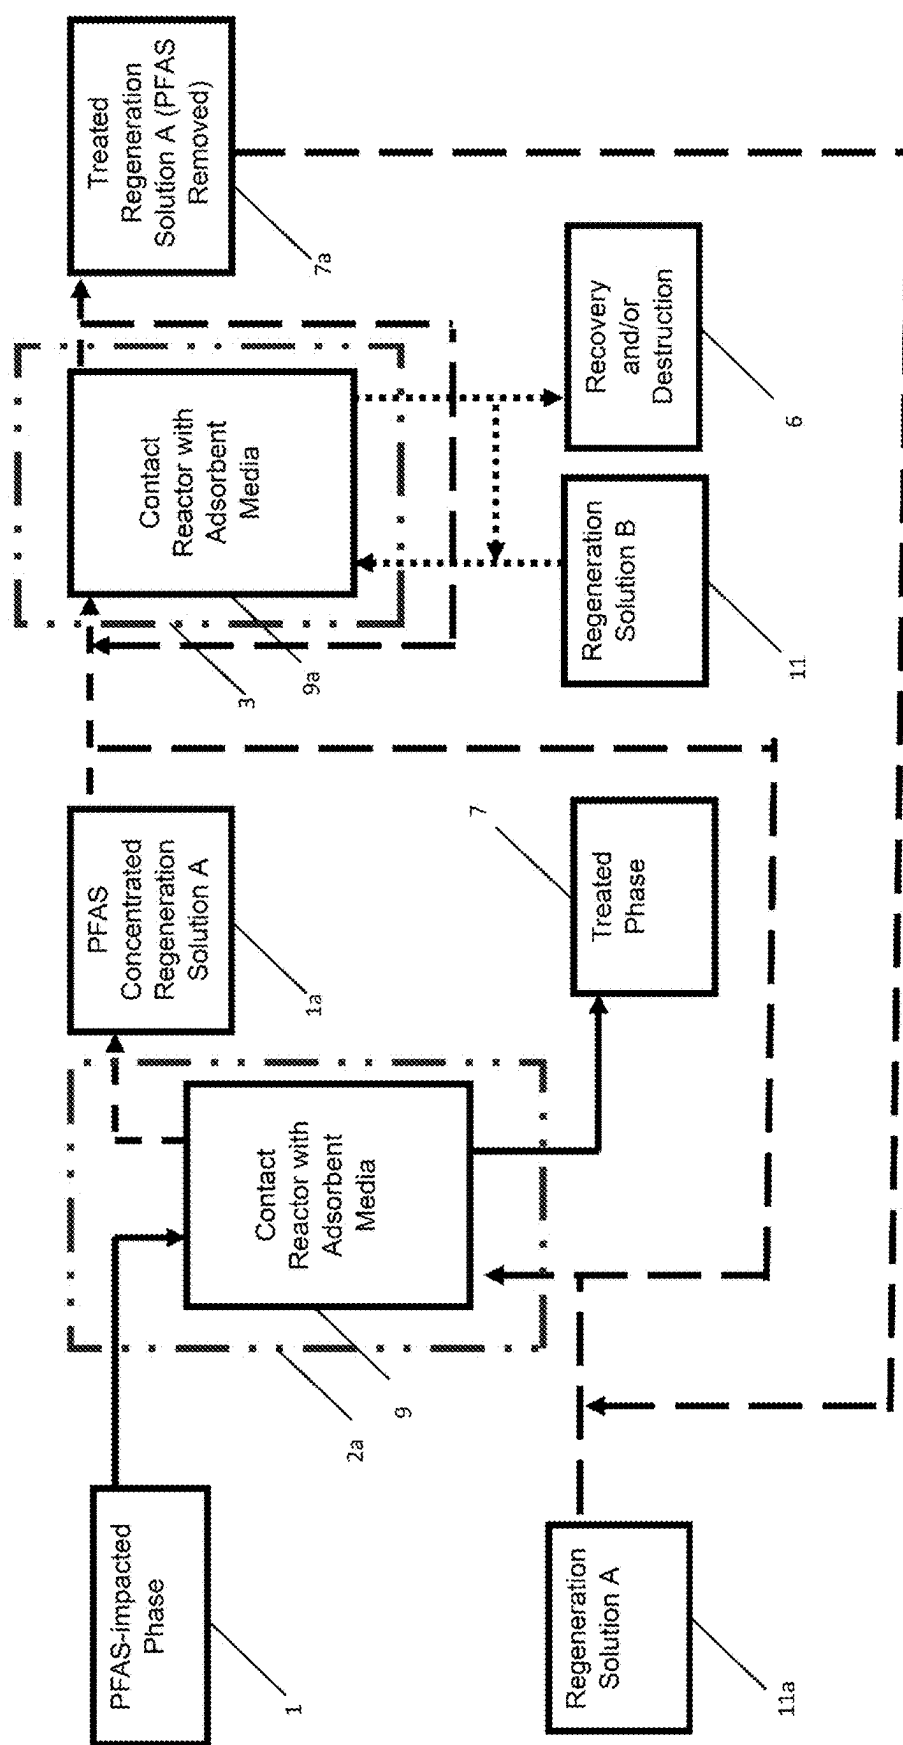 PFAS-impacted
Phase
1
Regeneration
Solution A
11a
Contact
Reactor with
Adsorbent
Media
9
2a
PFAS
Concentrated
Regeneration
Solution A
1a
Treated
Phase
7
Contact
Reactor with
Adsorbent
Media
3
9a
Regeneration
Solution B
11
Recovery
and/or
Destruction
6
Treated
Regeneration
Solution A (PFAS
Removed)
7a